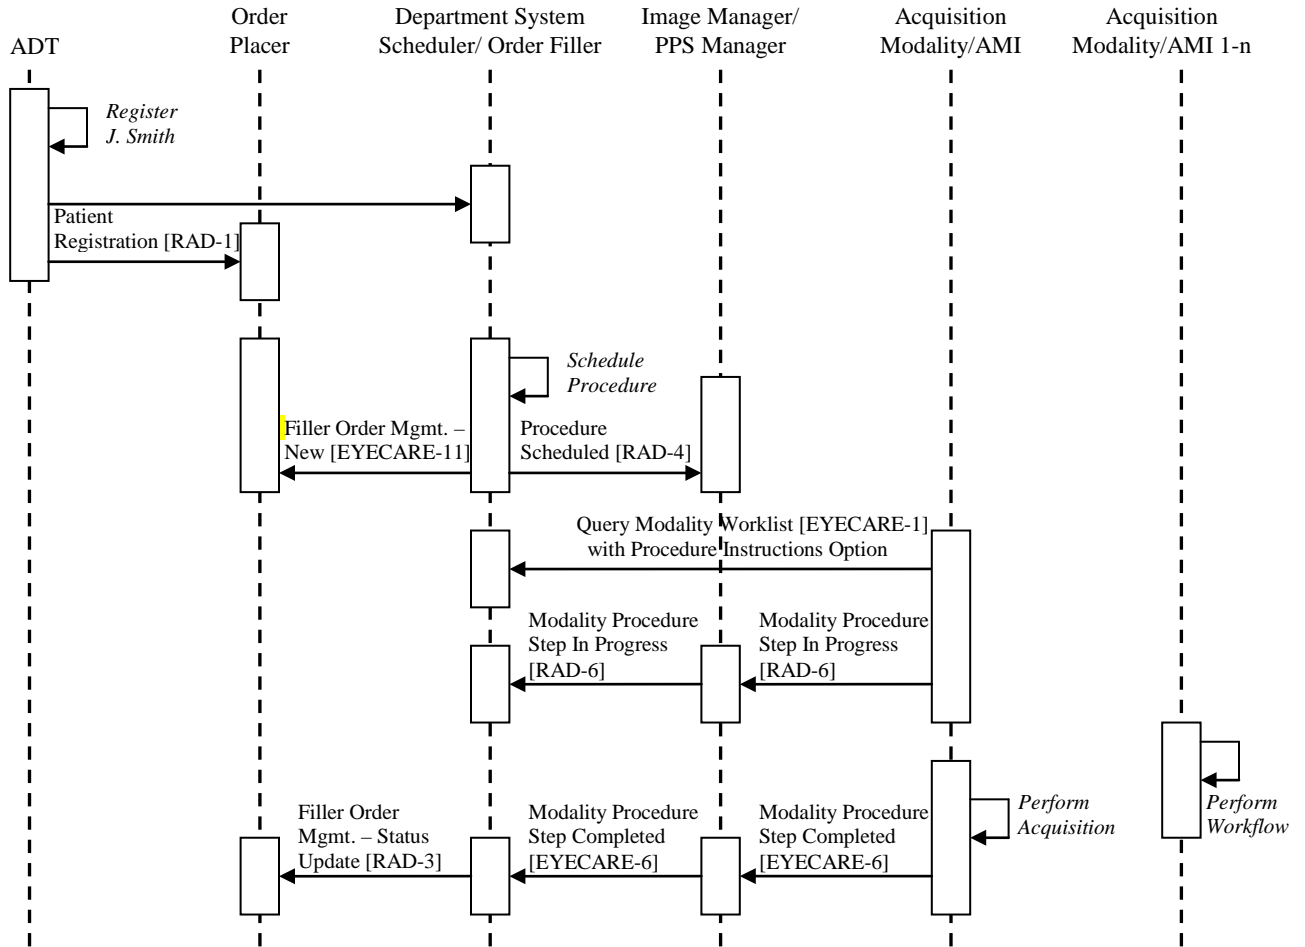 ADT
Order
Placer
Department System
Scheduler/ Order Filler
Image Manager/
PPS Manager
Acquisition
Modality/AMI
Acquisition
Modality/AMI 1-n
Register
J. Smith
Patient
Registration [RAD-1]
Schedule
Procedure
Filler Order Mgmt. –
New [EYECARE-11]
Procedure
Scheduled [RAD-4]
Query Modality Worklist [EYECARE-1]
with Procedure Instructions Option
Modality Procedure
Step In Progress
[RAD-6]
Modality Procedure
Step In Progress
[RAD-6]
Filler Order
Mgmt. – Status
Update [RAD-3]
Modality Procedure
Step Completed
[EYECARE-6]
Modality Procedure
Step Completed
[EYECARE-6]
Perform
Acquisition
Perform
Workflow